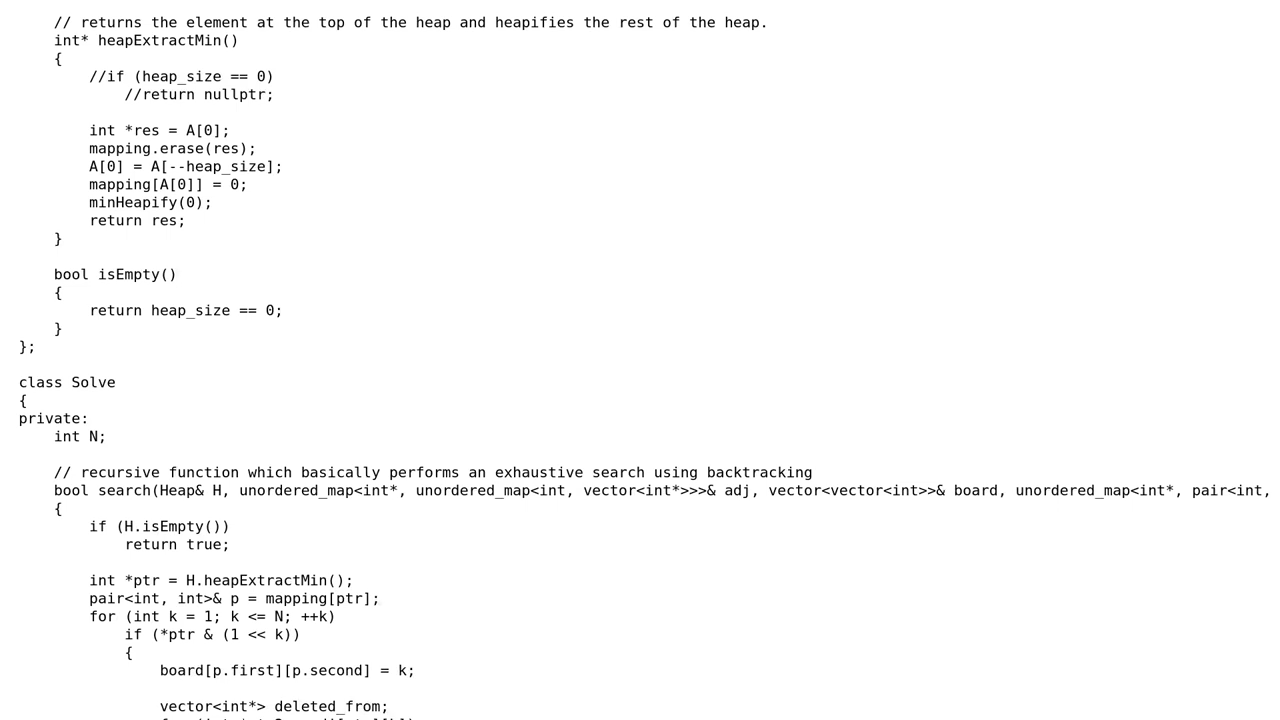 // returns the element at the top of the heap and heapifies the rest of the heap.
int* heapExtractMin()
{
//if (heap_size == 0)
//return nullptr;
int *res = A[0];
mapping.erase(res);
A[0] = A[--heap_size];
mapping[A[0]] = 0;
minHeapify(0);
return res;
}
bool isEmpty()
{
return heap_size == 0;
}
};
class Solve
{
private:
int N;
// recursive function which basically performs an exhaustive search using backtracking
bool search(Heap& H, unordered_map<int*, unordered_map<int, vector<int*>>>& adj, vector<vector<int>>& board, unordered_map<int*, pair<int,
{
if (H.isEmpty())
return true;
int *ptr = H.heapExtractMin();
pair<int, int>& p = mapping[ptr];
for (int k = 1; k <= N; ++k)
if (*ptr & (1 << k))
{
board[p.first][p.second] = k;
vector<int*> deleted_from;